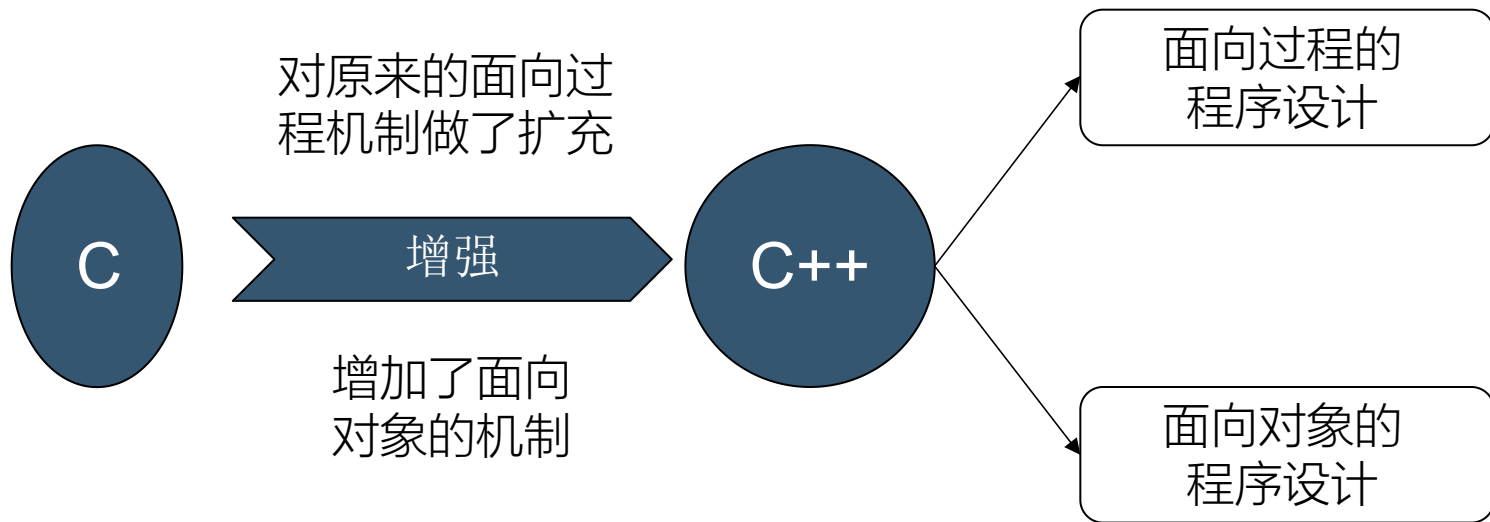 对原来的面向过
程机制做了扩充
C
增强
C++
增加了面向
对象的机制
面向过程的
程序设计
面向对象的
程序设计